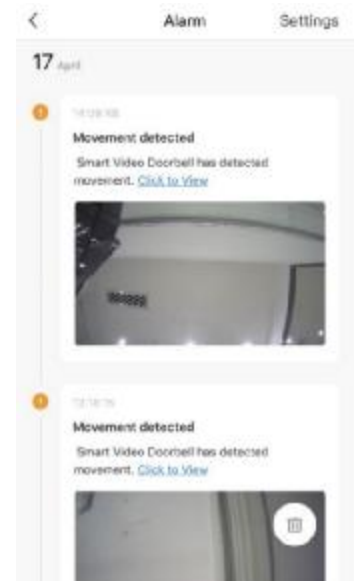 Alarm
Settings
17 April
Movement detected
Smart Video Doorbell has detected
movement. Click to View
Movement detected
Smart Video Doorbell has detected
movement. Click to View